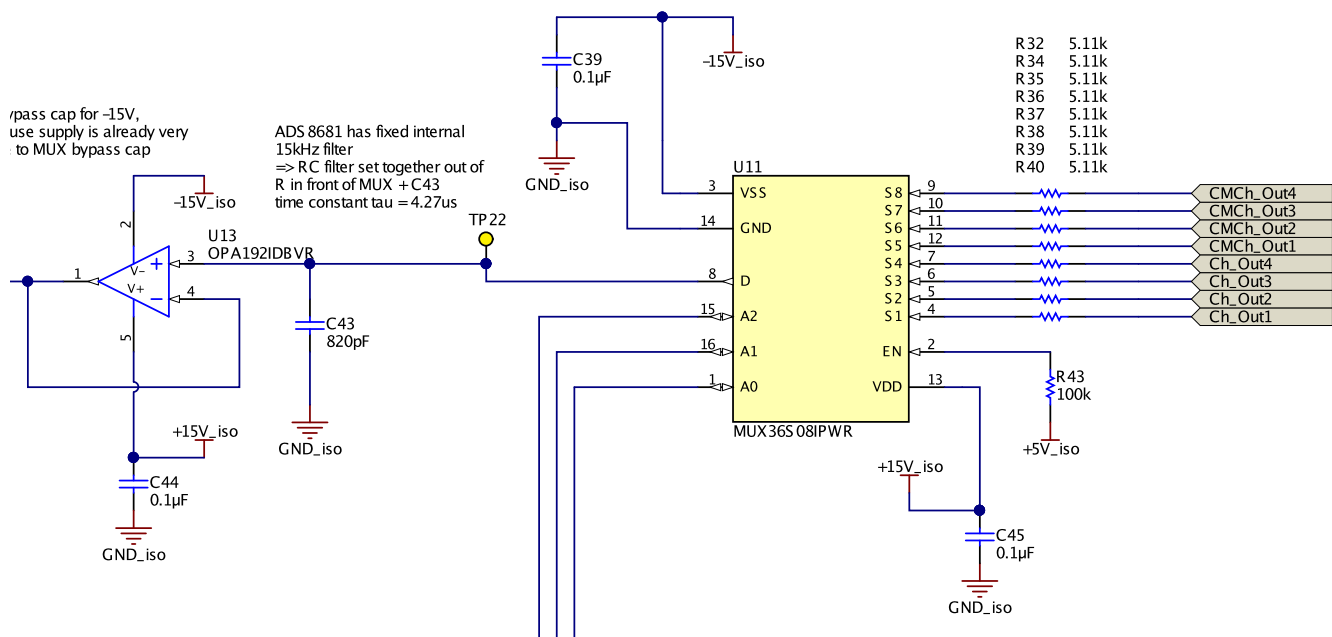 C39
0.1µF
-15V_iso
GND_iso
R32 5.11k
R34 5.11k
R35 5.11k
R36 5.11k
R37 5.11k
R38 5.11k
R39 5.11k
R40 5.11k
bypass cap for -15V,
use supply is already very
to MUX bypass cap
ADS8681 has fixed internal
15kHz filter
=> RC filter set together out of
R in front of MUX + C43
time constant tau = 4.27us
TP22
-15V_iso
2
U13
OPA192IDBVR
V-
V+
+
-
1
3
4
5
C43
820pF
GND_iso
+15V_iso
C44
0.1µF
GND_iso
U11
3 VSS
14 GND
8 D
15 A2
16 A1
1 A0
S8 9
S7 10
S6 11
S5 12
S4 7
S3 6
S2 5
S1 4
EN 2
VDD 13
MUX36S08IPWR
CMCh_Out4
CMCh_Out3
CMCh_Out2
CMCh_Out1
Ch_Out4
Ch_Out3
Ch_Out2
Ch_Out1
R43
100k
+5V_iso
+15V_iso
C45
0.1µF
GND_iso